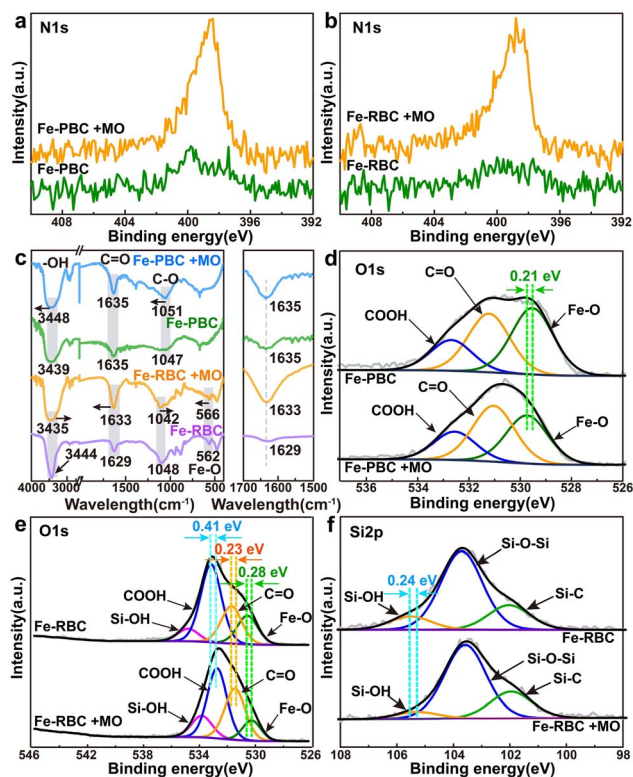 a
N1s
Fe-PBC +MO
Fe-PBC
Intensity(a.u.)
408 404 400 396 392
Binding energy(eV)
b
N1s
Fe-RBC +MO
Fe-RBC
Intensity(a.u.)
408 404 400 396 392
Binding energy(eV)
c
-OH C=O Fe-PBC +MO
C-O
3448 1635 1051 1635
Fe-PBC
3439 1635 1047 1635
Fe-RBC +MO
3435 1633 1042 566 1633
Fe-RBC
3444 1629 1048 562 1629
Fe-O
4000 3000 1500 1000 500 1700 1600 1500
Wavelength(cm-1) Wavelength(cm-1)
d
O1s
0.21 eV
C=O
COOH
Fe-O
Fe-PBC
C=O
COOH
Fe-O
Fe-PBC +MO
Intensity(a.u.)
536 534 532 530 528 526
Binding energy(eV)
e
O1s
0.41 eV
0.23 eV
0.28 eV
COOH
C=O
Si-OH
Fe-O
Fe-RBC
COOH
C=O
Si-OH
Fe-O
Fe-RBC +MO
Intensity(a.u.)
546 542 538 534 530 526
Binding energy(eV)
f
Si2p
Si-O-Si
0.24 eV
Si-OH
Si-C
Fe-RBC
Si-O-Si
Si-OH
Si-C
Fe-RBC +MO
Intensity(a.u.)
108 106 104 102 100 98
Binding energy(eV)